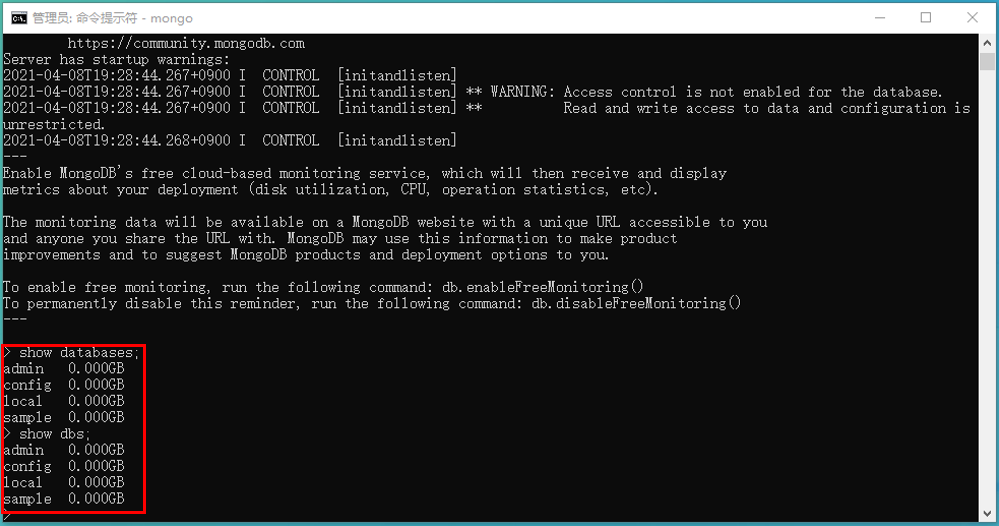 管理员: 命令提示符 - mongo
https://community.mongodb.com
Server has startup warnings:
2021-04-08T19:28:44.267+0900 I  CONTROL  [initandlisten]
2021-04-08T19:28:44.267+0900 I  CONTROL  [initandlisten] ** WARNING: Access control is not enabled for the database.
2021-04-08T19:28:44.268+0900 I  CONTROL  [initandlisten] **          Read and write access to data and configuration is
unrestricted.
2021-04-08T19:28:44.268+0900 I  CONTROL  [initandlisten]
---
Enable MongoDB's free cloud-based monitoring service, which will then receive and display
metrics about your deployment (disk utilization, CPU, operation statistics, etc).
The monitoring data will be available on a MongoDB website with a unique URL accessible to you
and anyone you share the URL with. MongoDB may use this information to make product
improvements and to suggest MongoDB products and deployment options to you.
To enable free monitoring, run the following command: db.enableFreeMonitoring()
To permanently disable this reminder, run the following command: db.disableFreeMonitoring()
---
> show databases;
admin   0.000GB
config  0.000GB
local   0.000GB
sample  0.000GB
> show dbs;
admin   0.000GB
config  0.000GB
local   0.000GB
sample  0.000GB
>